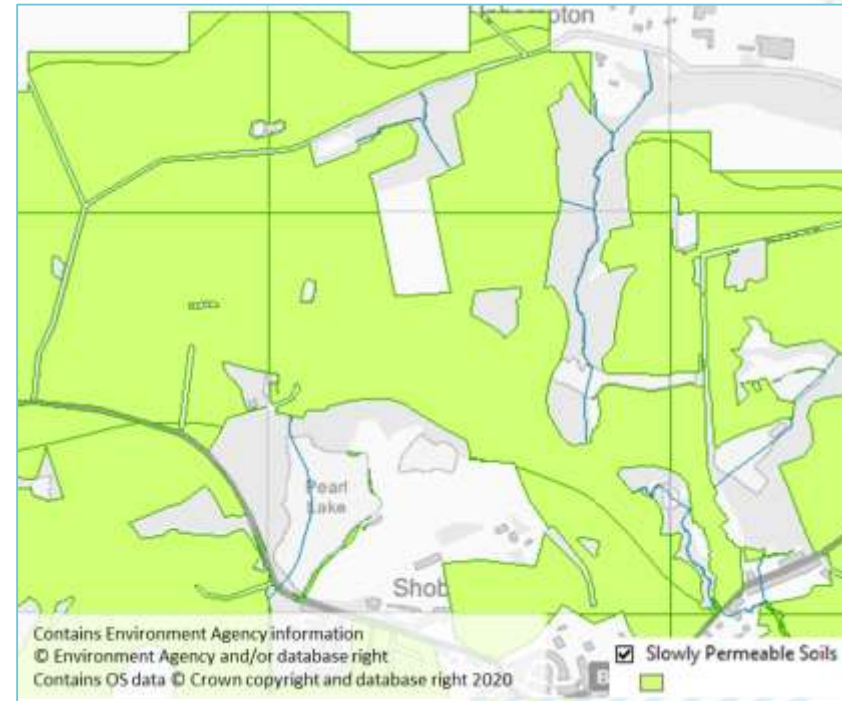 Pearl
Lake
Shob
Contains Environment Agency information
© Environment Agency and/or database right
Contains OS data © Crown copyright and database right 2020
Slowly Permeable Soils
B